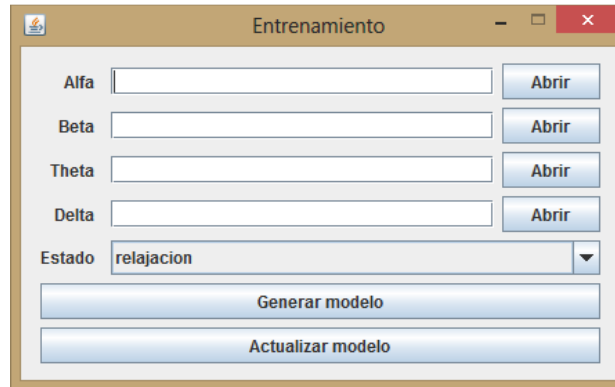 Entrenamiento
Alfa Abrir
Beta Abrir
Theta Abrir
Delta Abrir
Estado relajacion
Generar modelo
Actualizar modelo